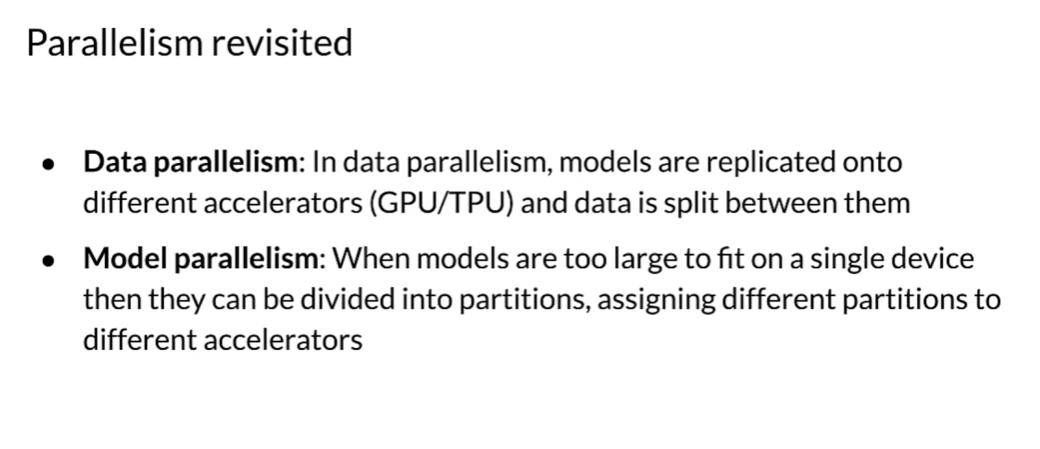 Parallelism revisited
● Data parallelism: In data parallelism, models are replicated onto
different accelerators (GPU/TPU) and data is split between them
● Model parallelism: When models are too large to fit on a single device
then they can be divided into partitions, assigning different partitions to
different accelerators